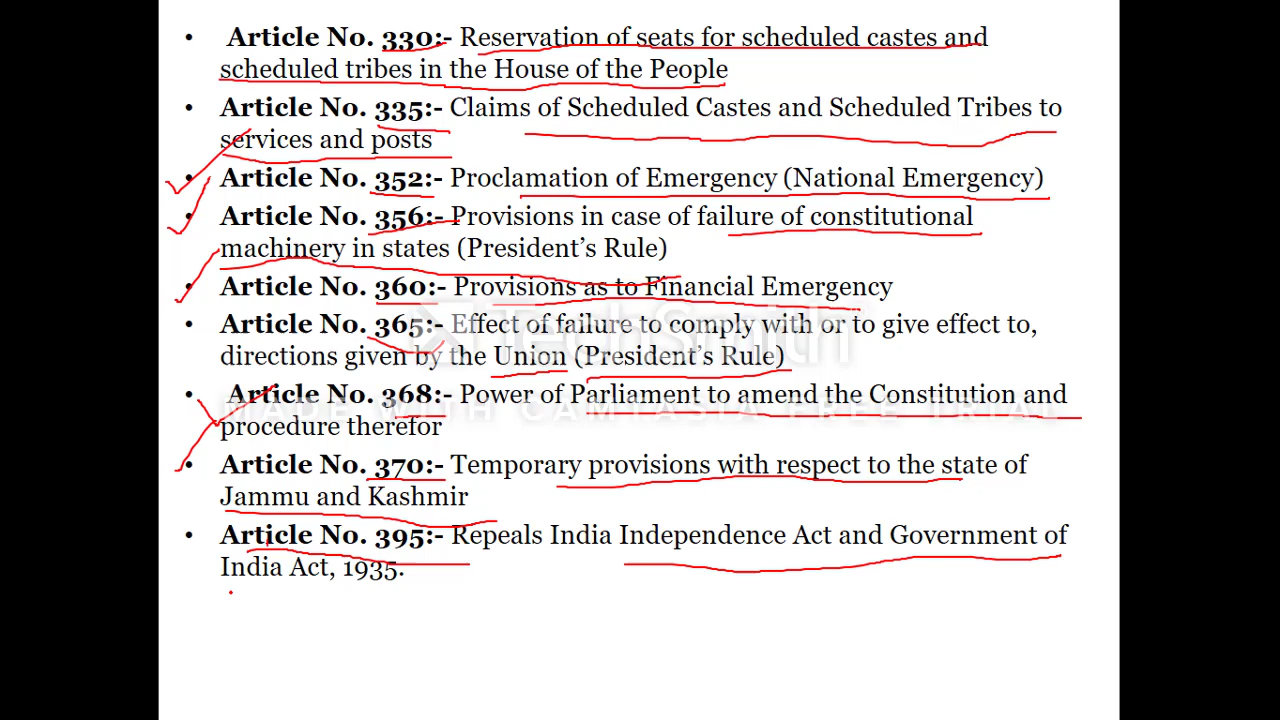 • Article No. 330:- Reservation of seats for scheduled castes and
scheduled tribes in the House of the People
• Article No. 335:- Claims of Scheduled Castes and Scheduled Tribes to
services and posts
• Article No. 352:- Proclamation of Emergency (National Emergency)
• Article No. 356:- Provisions in case of failure of constitutional
machinery in states (President's Rule)
• Article No. 360:- Provisions as to Financial Emergency
• Article No. 365:- Effect of failure to comply with or to give effect to,
directions given by the Union (President's Rule)
TechSmith
• Article No. 368:- Power of Parliament to amend the Constitution and
MADE WITH CAMTASIA FREE TRIAL
procedure therefor
• Article No. 370:- Temporary provisions with respect to the state of
Jammu and Kashmir
• Article No. 395:- Repeals India Independence Act and Government of
India Act, 1935.